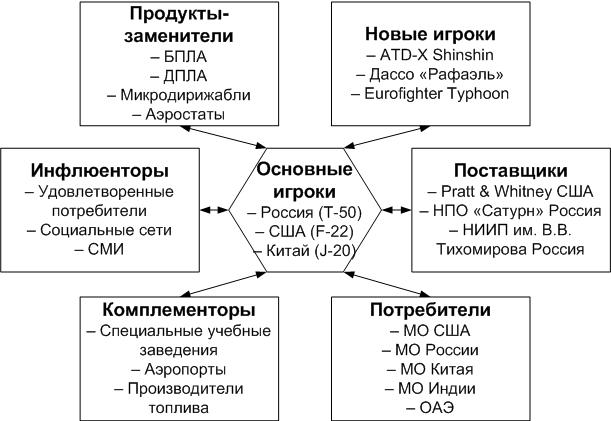 Продукты-
заменители
– БПЛА
– ДПЛА
– Микродирижабли
– Аэростаты
Новые игроки
– ATD-X Shinshin
– Дассо «Рафаэль»
– Eurofighter Typhoon
Инфлюенторы
– Удовлетворенные
потребители
– Социальные сети
– СМИ
Основные
игроки
– Россия (Т-50)
– США (F-22)
– Китай (J-20)
Поставщики
– Pratt & Whitney США
– НПО «Сатурн» Россия
– НИИП им. В.В.
Тихомирова Россия
Комплементоры
– Специальные учебные
заведения
– Аэропорты
– Производители
топлива
Потребители
– МО США
– МО России
– МО Китая
– МО Индии
– ОАЭ